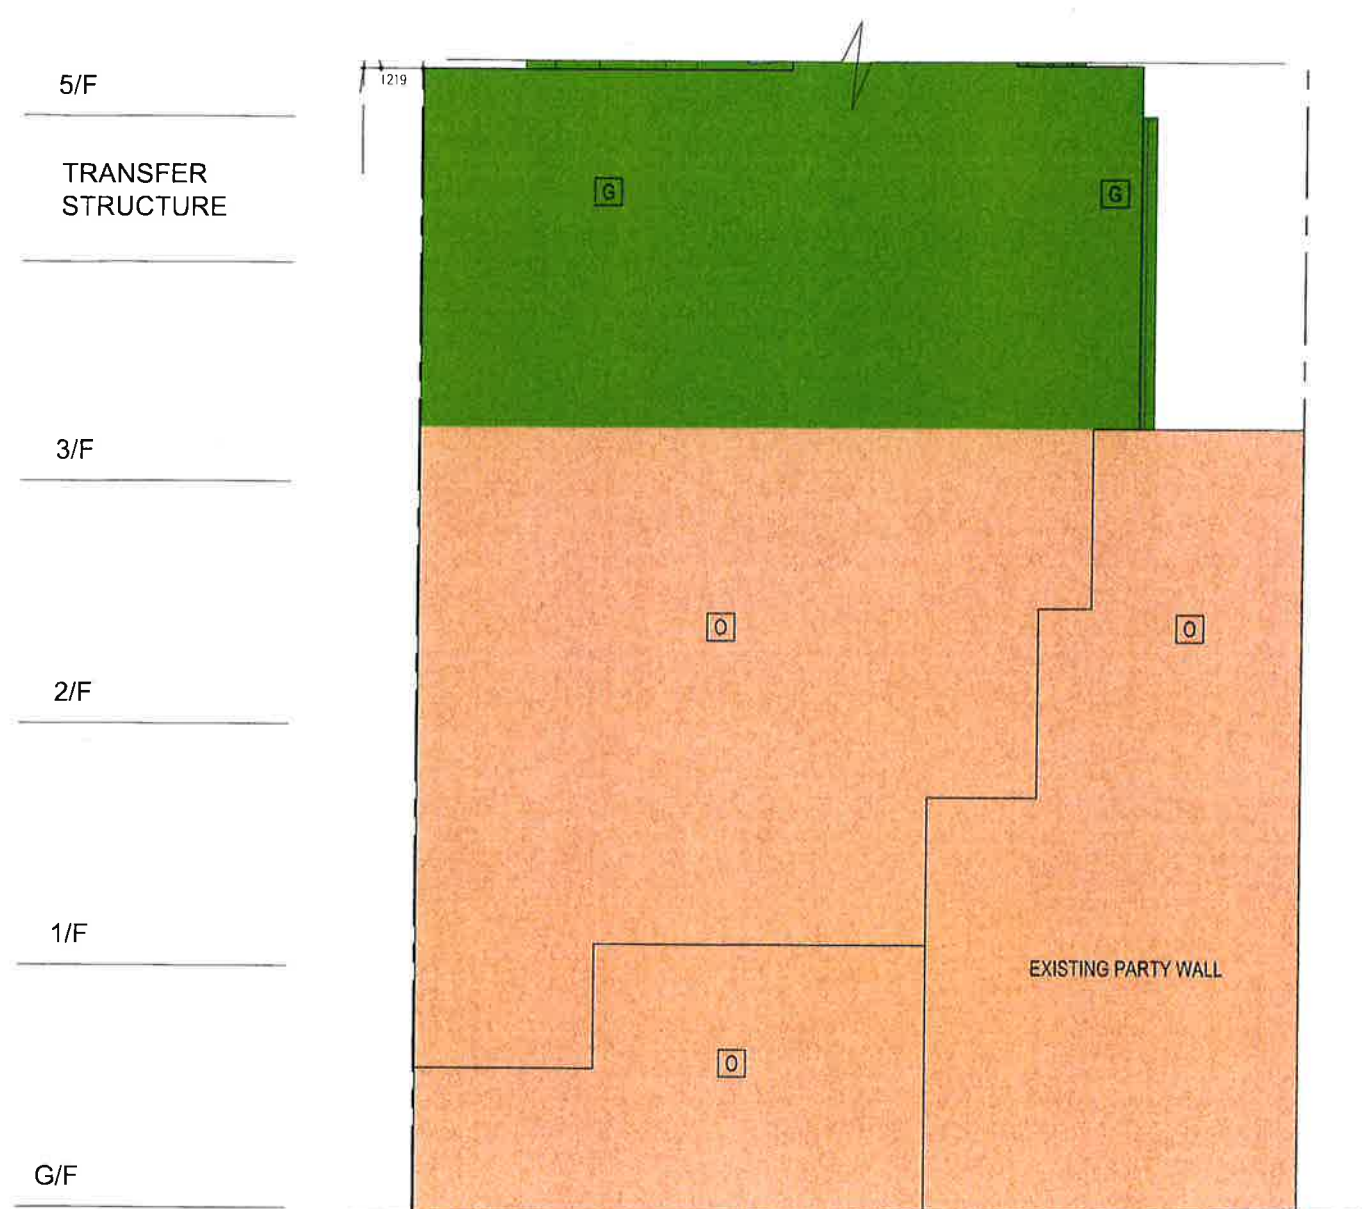 5/F
1219
TRANSFER
STRUCTURE
G
G
3/F
O
O
2/F
1/F
EXISTING PARTY WALL
O
G/F